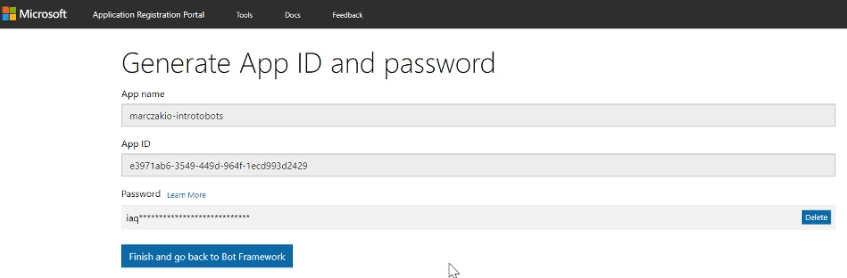 Microsoft Application Registration Portal Tools Docs Feedback
Generate App ID and password
App name
marczakio-introtobots
App ID
e3971ab6-3549-449d-964f-1ecd993d2429
Password Learn More
iaq**************************** Delete
Finish and go back to Bot Framework